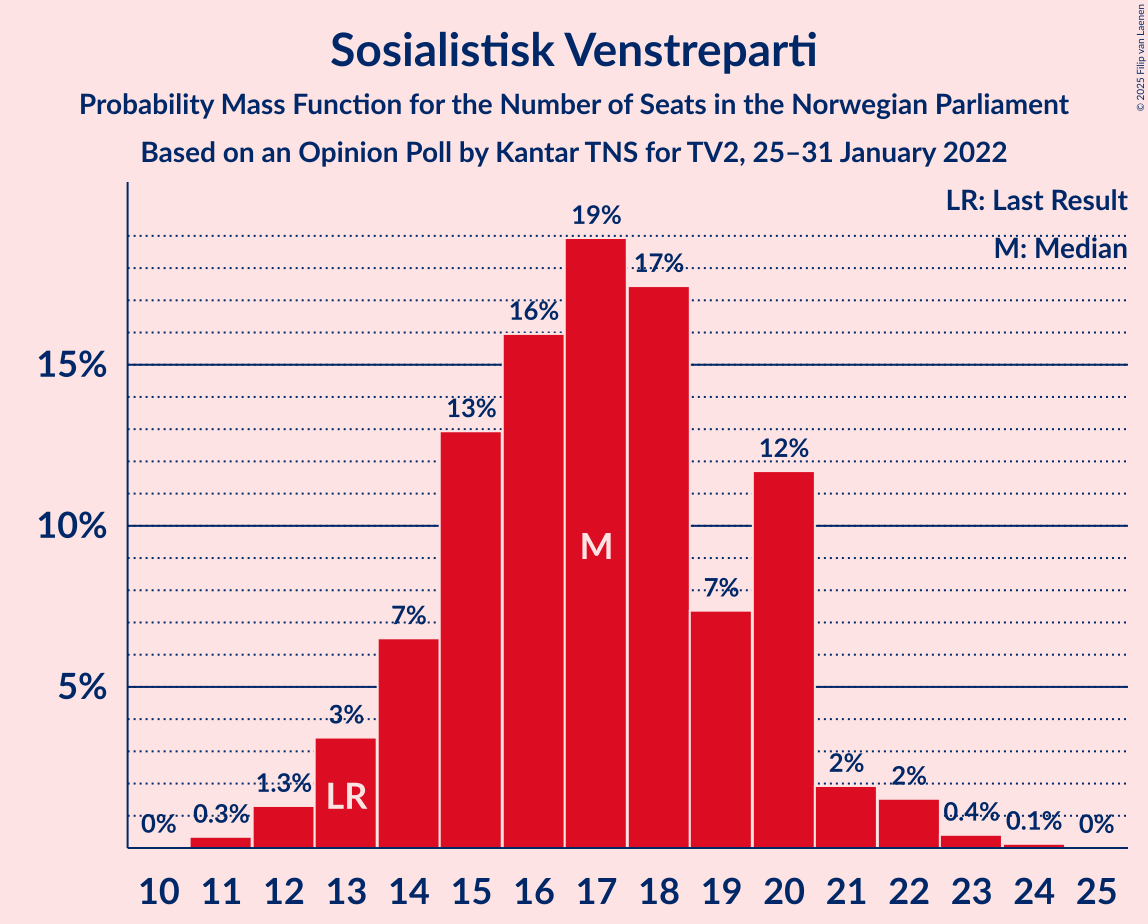 Sosialistisk Venstreparti
Probability Mass Function for the Number of Seats in the Norwegian Parliament
Based on an Opinion Poll by Kantar TNS for TV2, 25–31 January 2022
© 2025 Filip van Laenen
LR: Last Result
M: Median
15%
10%
5%
0%
0.3%
1.3%
3%
7%
13%
16%
19%
17%
7%
12%
2%
2%
0.4%
0.1%
0%
LR
M
10 11 12 13 14 15 16 17 18 19 20 21 22 23 24 25